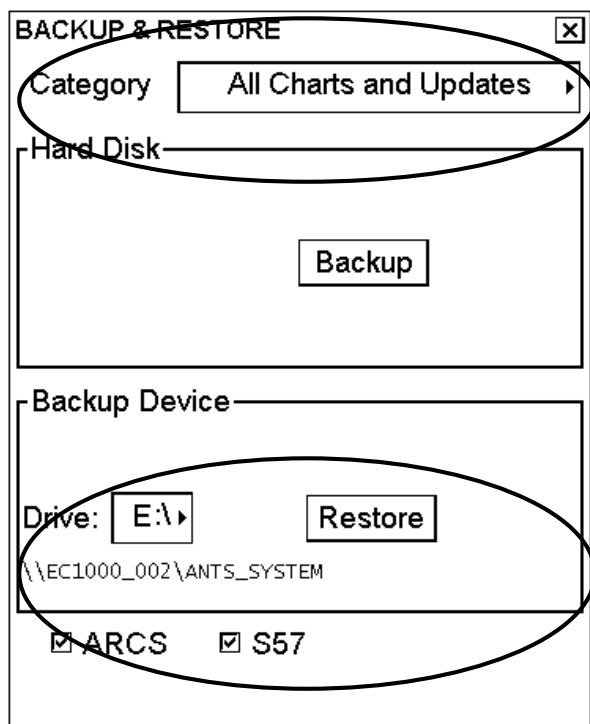 BACKUP & RESTORE
Category All Charts and Updates
Hard Disk
Backup
Backup Device
Drive: E:\ Restore
\\EC1000_002\ANTS_SYSTEM
ARCS S57